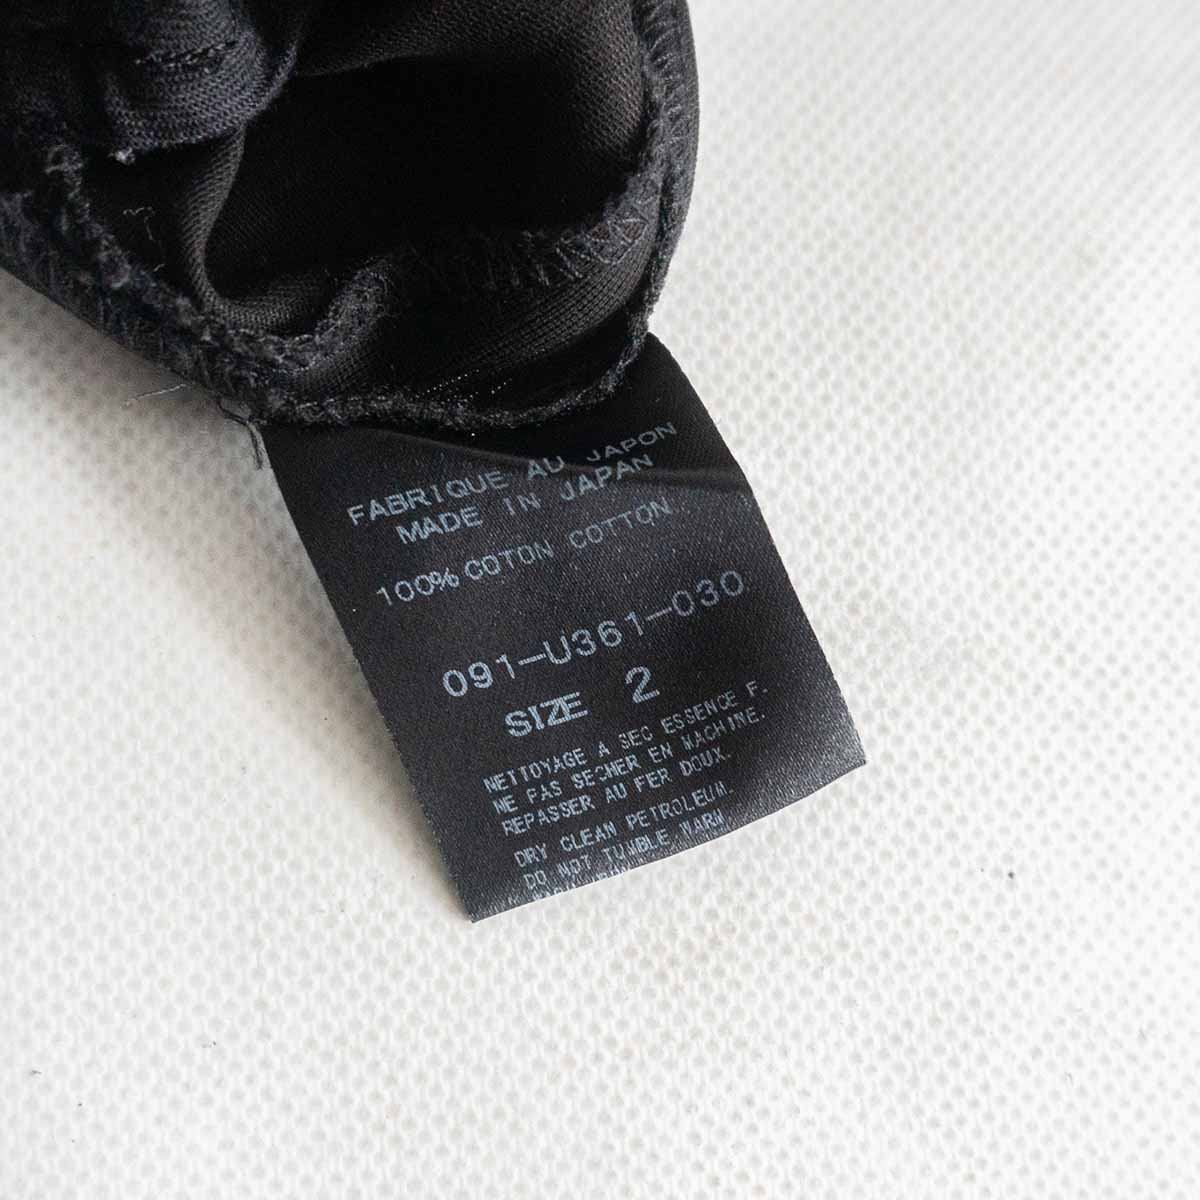 FABRIQUE AU JAPON
MADE IN JAPAN
100% COTON COTTON
091-U361-030
SIZE 2
NETTOYAGE A SEC ESSENCE F.
NE PAS SECHER EN MACHINE.
REPASSER AU FER DOUX.
DRY CLEAN PETROLEUM.
DO NOT TUMBLE WARM